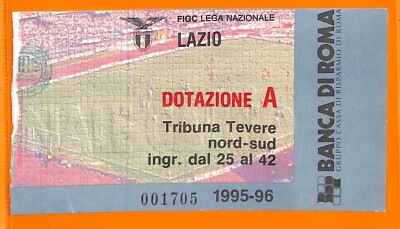 FIGC LEGA NAZIONALE
LAZIO
DOTAZIONE A
Tribuna Tevere
nord-sud
ingr. dal 25 al 42
001705 1995-96
BANCA DI ROMA
GRUPPO CASSA DI RISPARMIO DI ROMA